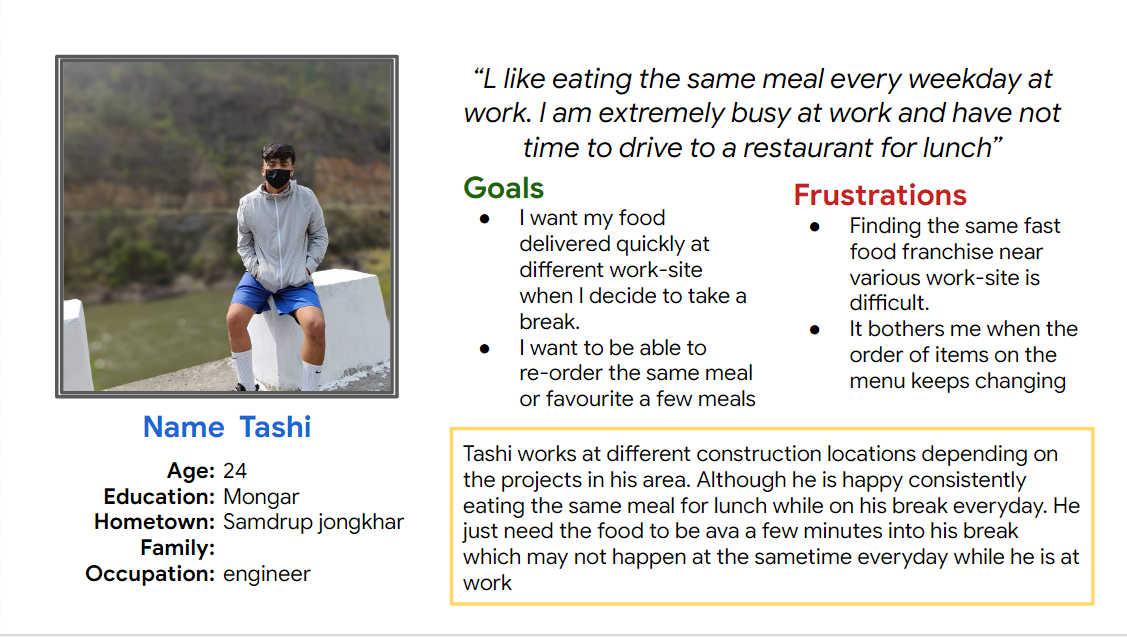 “L like eating the same meal every weekday at
work. I am extremely busy at work and have not
time to drive to a restaurant for lunch”
Goals
● I want my food
delivered quickly at
different work-site
when I decide to take a
break.
● I want to be able to
re-order the same meal
or favourite a few meals
Frustrations
● Finding the same fast
food franchise near
various work-site is
difficult.
● It bothers me when the
order of items on the
menu keeps changing
Name Tashi
Age: 24
Education: Mongar
Hometown: Samdrup jongkhar
Family:
Occupation: engineer
Tashi works at different construction locations depending on
the projects in his area. Although he is happy consistently
eating the same meal for lunch while on his break everyday. He
just need the food to be ava a few minutes into his break
which may not happen at the sametime everyday while he is at
work